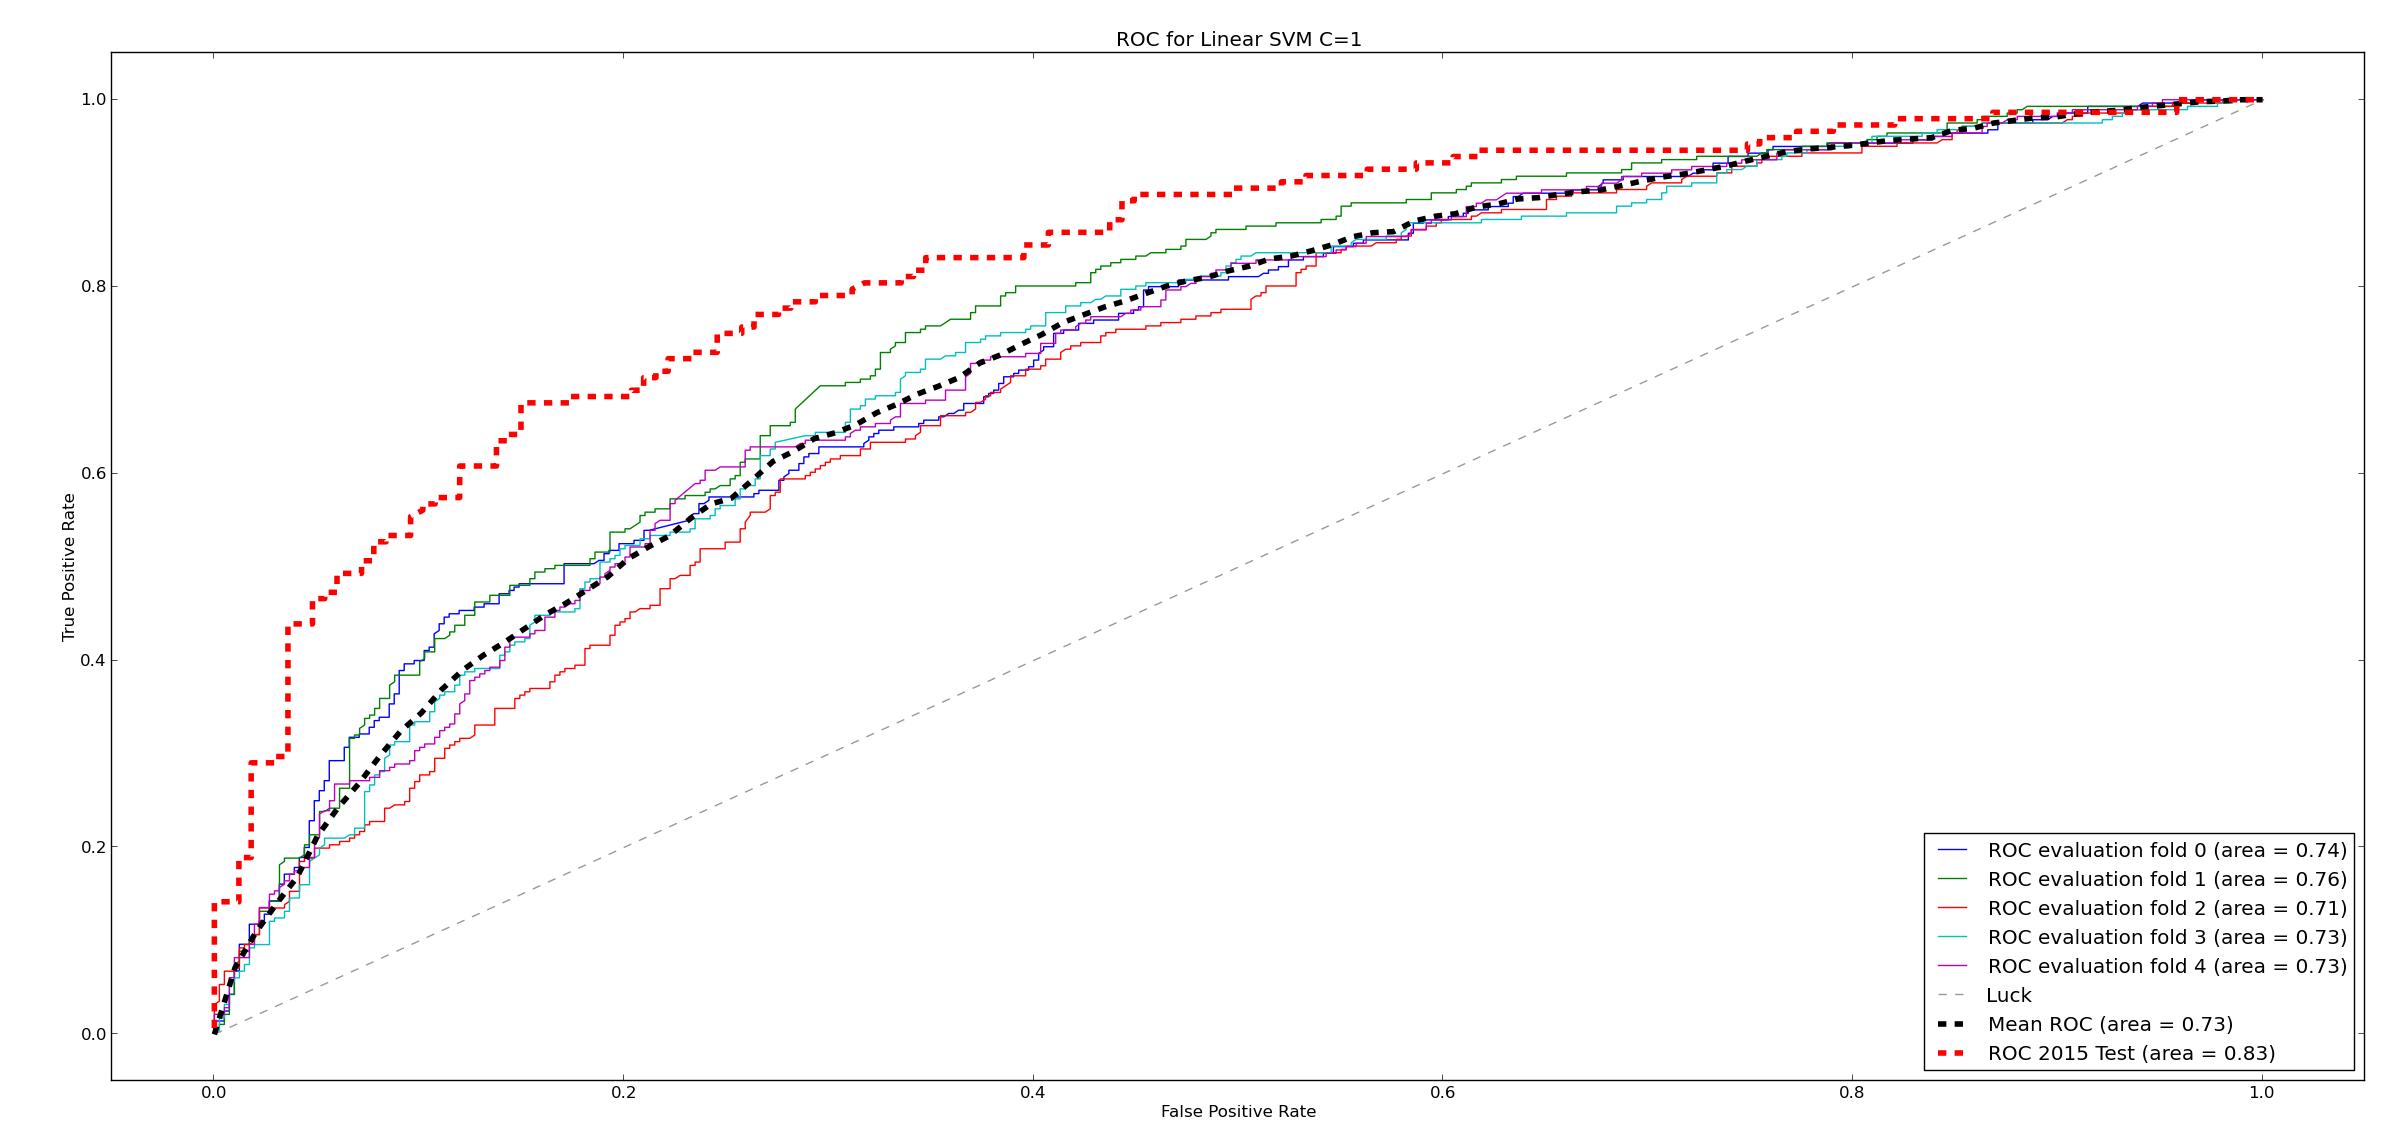 ROC for Linear SVM C=1
True Positive Rate
1.0
0.8
0.6
0.4
0.2
0.0
0.0 0.2 0.4 0.6 0.8 1.0
False Positive Rate
ROC evaluation fold 0 (area = 0.74)
ROC evaluation fold 1 (area = 0.76)
ROC evaluation fold 2 (area = 0.71)
ROC evaluation fold 3 (area = 0.73)
ROC evaluation fold 4 (area = 0.73)
Luck
Mean ROC (area = 0.73)
ROC 2015 Test (area = 0.83)